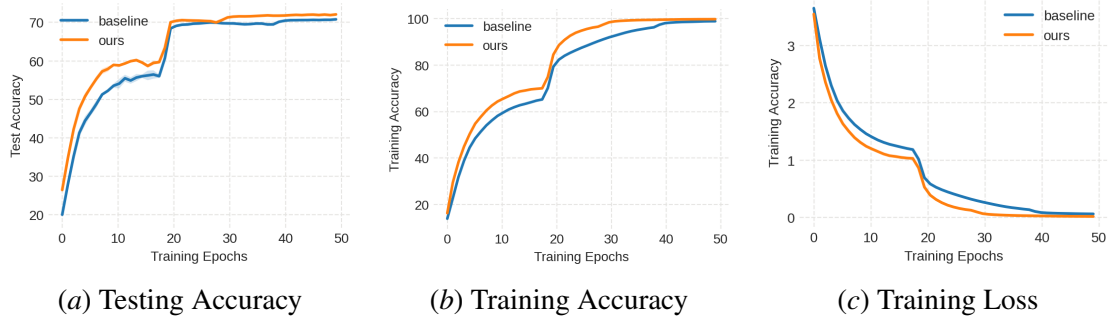 70
60
50
40
30
20
Test Accuracy
baseline
ours
0 10 20 30 40 50
Training Epochs
(a) Testing Accuracy
100
80
60
40
20
Training Accuracy
baseline
ours
0 10 20 30 40 50
Training Epochs
(b) Training Accuracy
3
2
1
0
Training Accuracy
baseline
ours
0 10 20 30 40 50
Training Epochs
(c) Training Loss